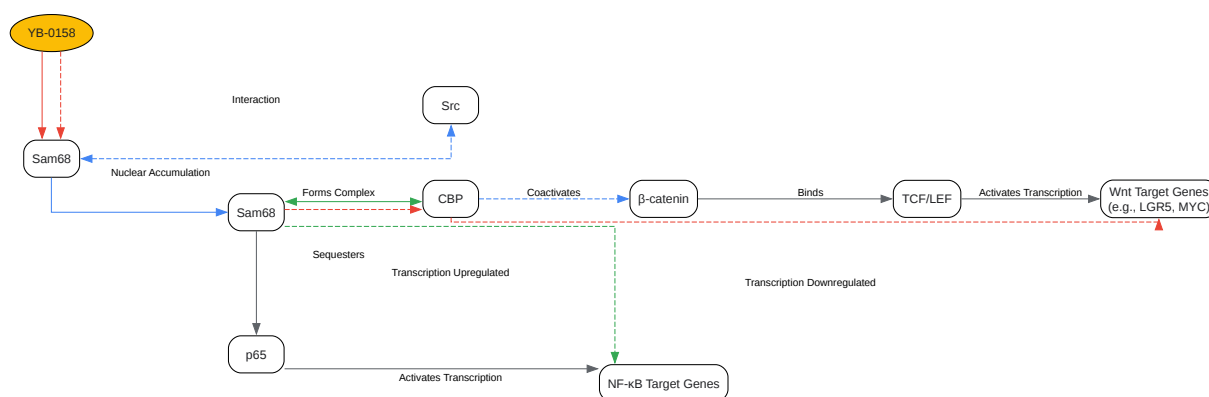 YB-0158
Interaction
Src
Sam68
Nuclear Accumulation
Forms Complex
CBP
Coactivates
β-catenin
Binds
TCF/LEF
Activates Transcription
Wnt Target Genes
(e.g., LGR5, MYC)
Sam68
Sequesters
Transcription Upregulated
Transcription Downregulated
p65
Activates Transcription
NF-κB Target Genes